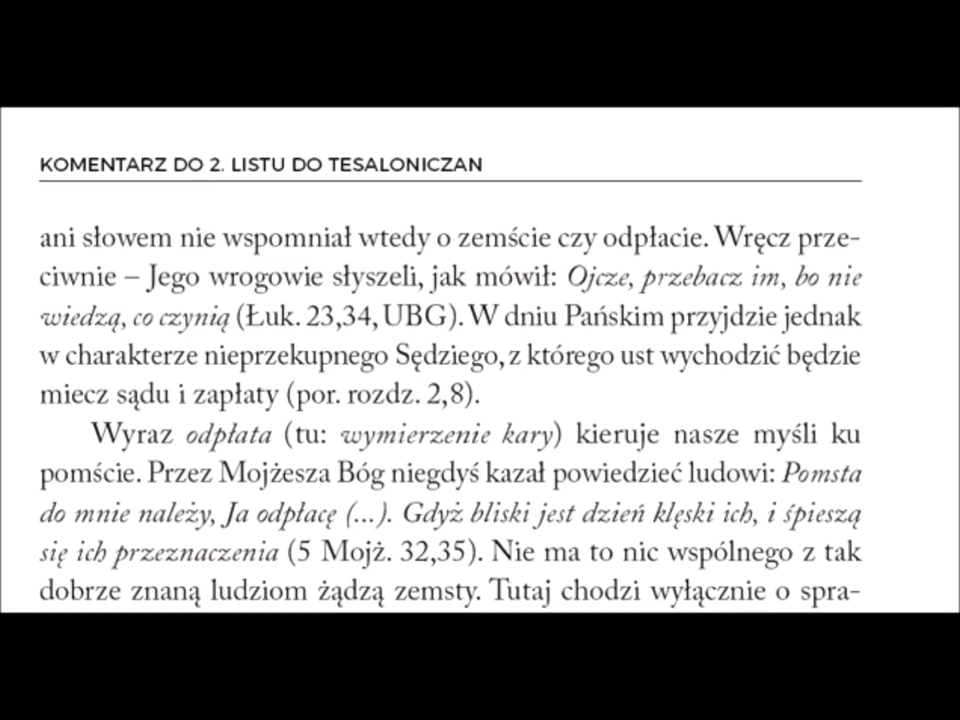 KOMENTARZ DO 2. LISTU DO TESALONICZAN
ani słowem nie wspomniał wtedy o zemście czy odpłacie. Wręcz prze-
ciwnie – Jego wrogowie słyszeli, jak mówił: Ojcze, przebacz im, bo nie
wiedzą, co czynią (Łuk. 23,34, UBG). W dniu Pańskim przyjdzie jednak
w charakterze nieprzekupnego Sędziego, z którego ust wychodzić będzie
miecz sądu i zapłaty (por. rozdz. 2,8).
Wyraz odpłata (tu: wymierzenie kary) kieruje nasze myśli ku
pomście. Przez Mojżesza Bóg niegdyś kazał powiedzieć ludowi: Pomsta
do mnie należy, Ja odpłacę (...). Gdyż bliski jest dzień klęski ich, i śpieszą
się ich przeznaczenia (5 Mojż. 32,35). Nie ma to nic wspólnego z tak
dobrze znaną ludziom żądzą zemsty. Tutaj chodzi wyłącznie o spra-